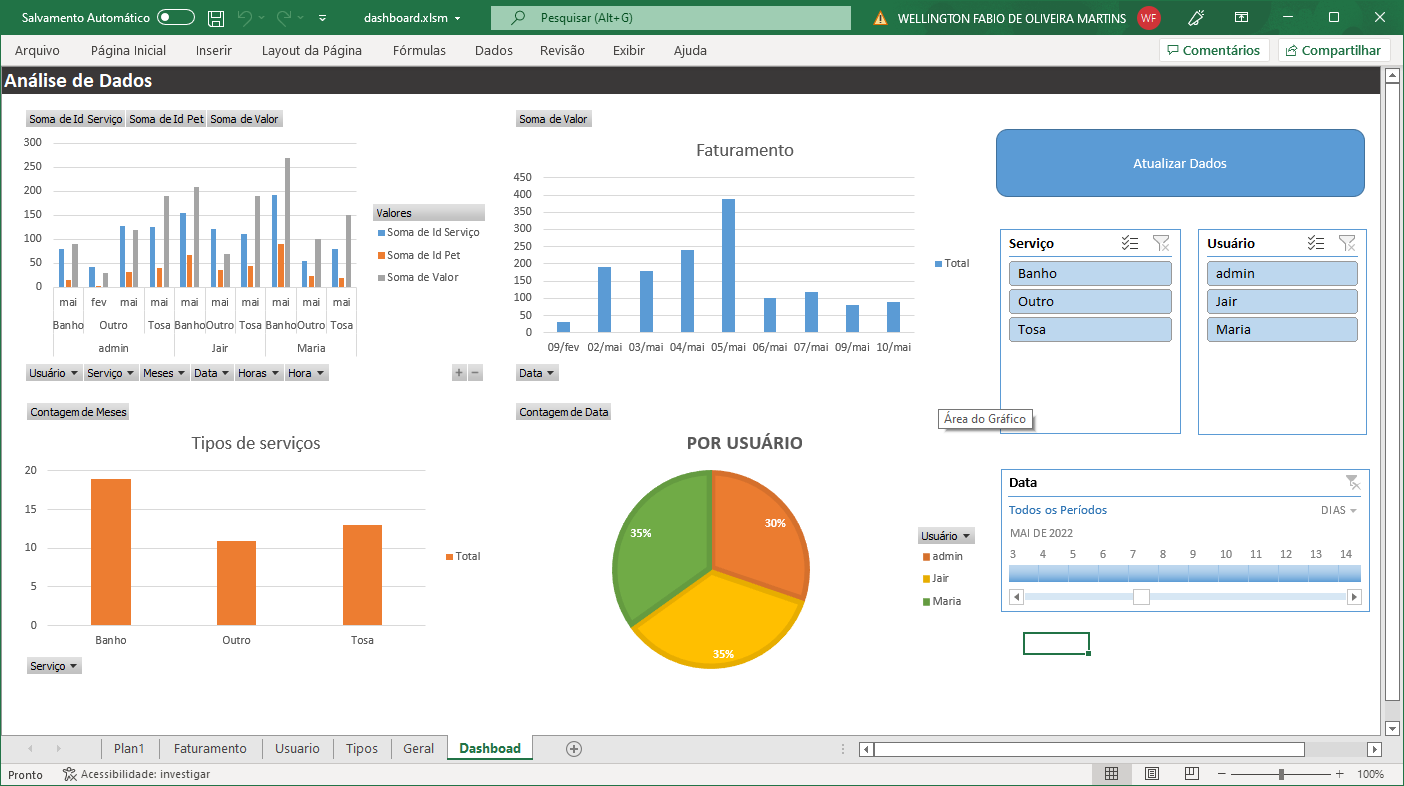 Salvamento Automático
dashboard.xlsm
Pesquisar (Alt+G)
WELLINGTON FABIO DE OLIVEIRA MARTINS
WF
Arquivo Página Inicial Inserir Layout da Página Fórmulas Dados Revisão Exibir Ajuda
Comentários
Compartilhar
Análise de Dados
Soma de Id Serviço Soma de Id Pet Soma de Valor
300
250
200
150
100
50
0
mai fev mai mai mai mai mai mai mai mai
Banho Outro Tosa Banho Outro Tosa Banho Outro Tosa
admin Jair Maria
Valores
Soma de Id Serviço
Soma de Id Pet
Soma de Valor
Usuário Serviço Meses Data Horas Hora
+ −
Soma de Valor
Faturamento
450
400
350
300
250
200
150
100
50
0
09/fev 02/mai 03/mai 04/mai 05/mai 06/mai 07/mai 09/mai 10/mai
Total
Data
Atualizar Dados
Serviço
Banho
Outro
Tosa
Usuário
admin
Jair
Maria
Área do Gráfico
Contagem de Meses
Tipos de serviços
20
15
10
5
0
Banho Outro Tosa
Total
Serviço
Contagem de Data
POR USUÁRIO
30%
35%
35%
Usuário
admin
Jair
Maria
Data
Todos os Períodos
DIAS
MAI DE 2022
3 4 5 6 7 8 9 10 11 12 13 14
Plan1 Faturamento Usuario Tipos Geral Dashboad
Pronto
Acessibilidade: investigar
100%